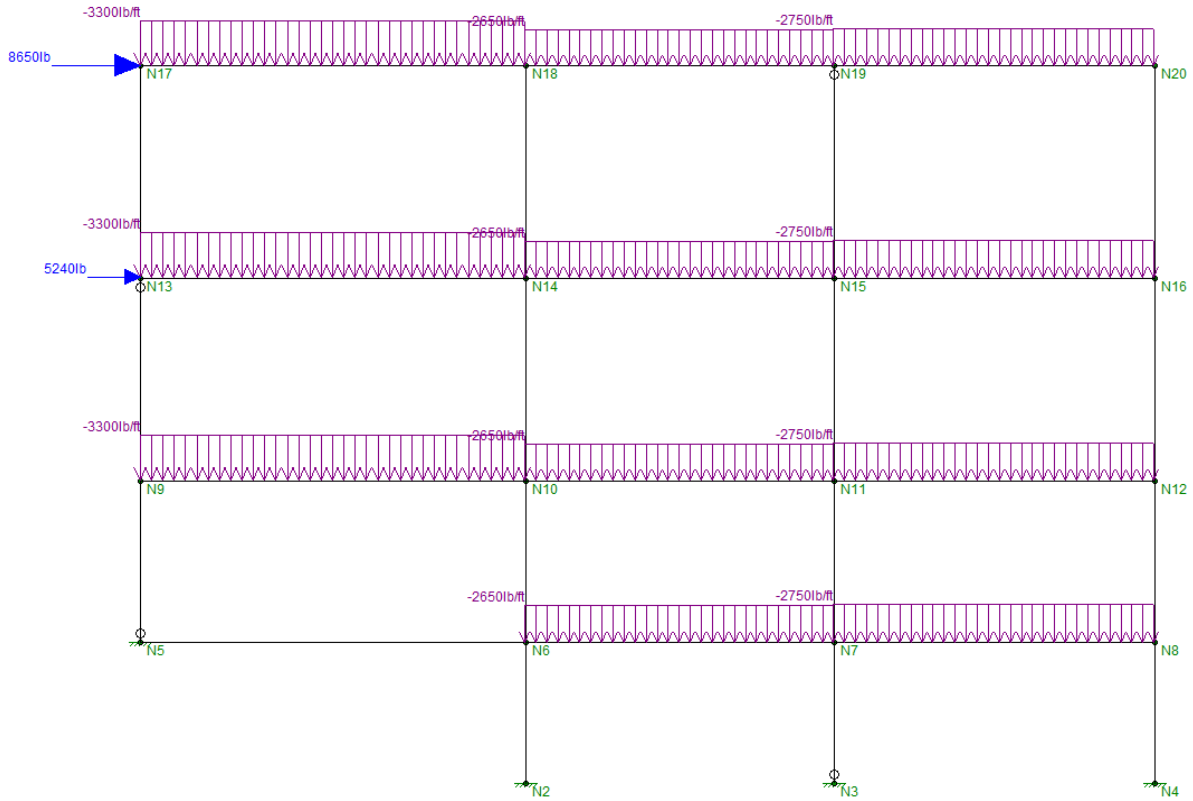 -3300lb/ft
-2650lb/ft
-2750lb/ft
8650lb
N17
N18
N19
N20
-3300lb/ft
-2650lb/ft
-2750lb/ft
5240lb
N13
N14
N15
N16
-3300lb/ft
-2650lb/ft
-2750lb/ft
N9
N10
N11
N12
-2650lb/ft
-2750lb/ft
N5
N6
N7
N8
N2
N3
N4